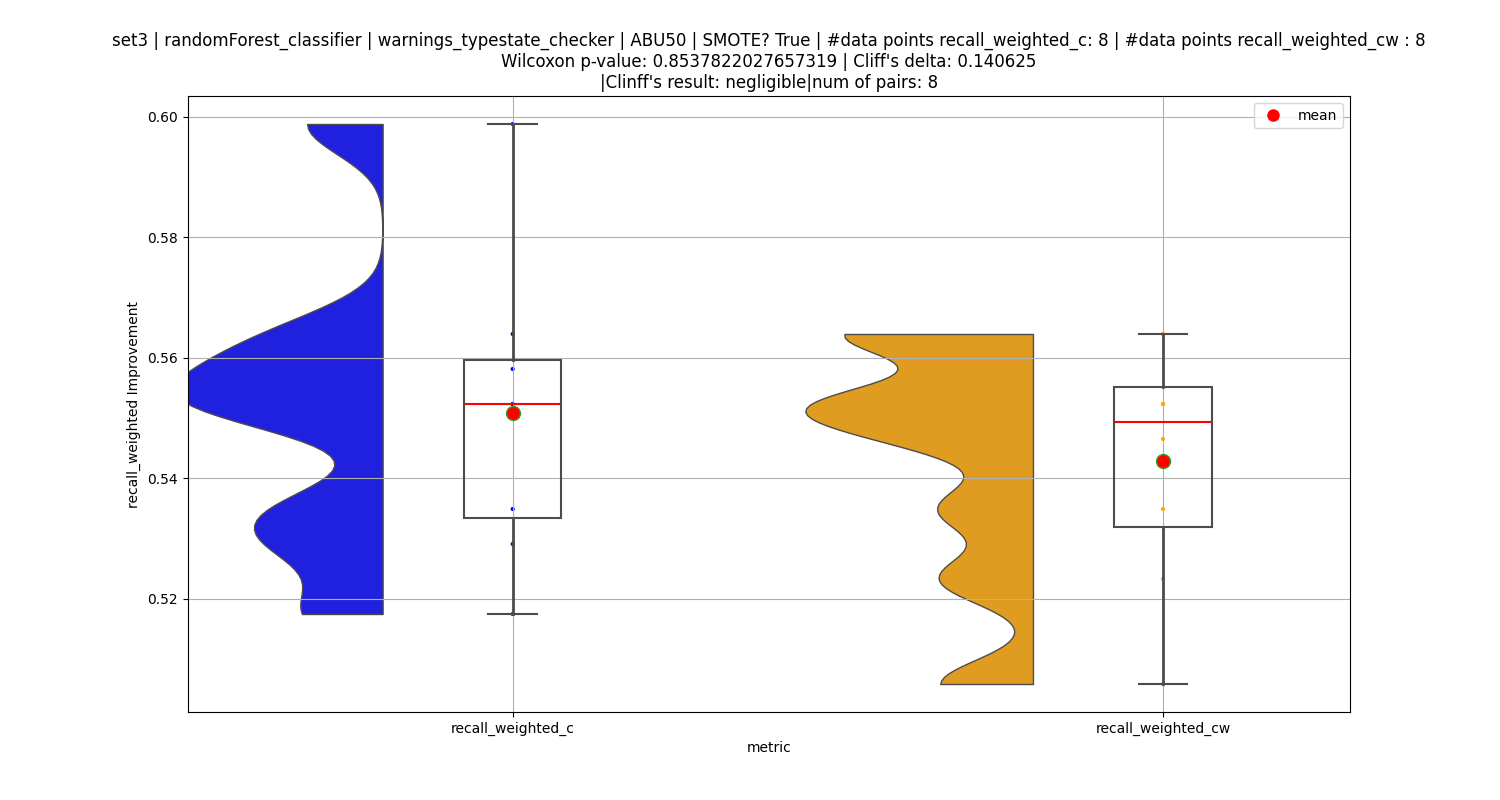 set3 | randomForest_classifier | warnings_typestate_checker | ABU50 | SMOTE? True | #data points recall_weighted_c: 8 | #data points recall_weighted_cw : 8
Wilcoxon p-value: 0.8537822027657319 | Cliff's delta: 0.140625
|Clinff's result: negligible|num of pairs: 8
mean
0.60
0.58
0.56
0.54
0.52
recall_weighted Improvement
recall_weighted_c
recall_weighted_cw
metric